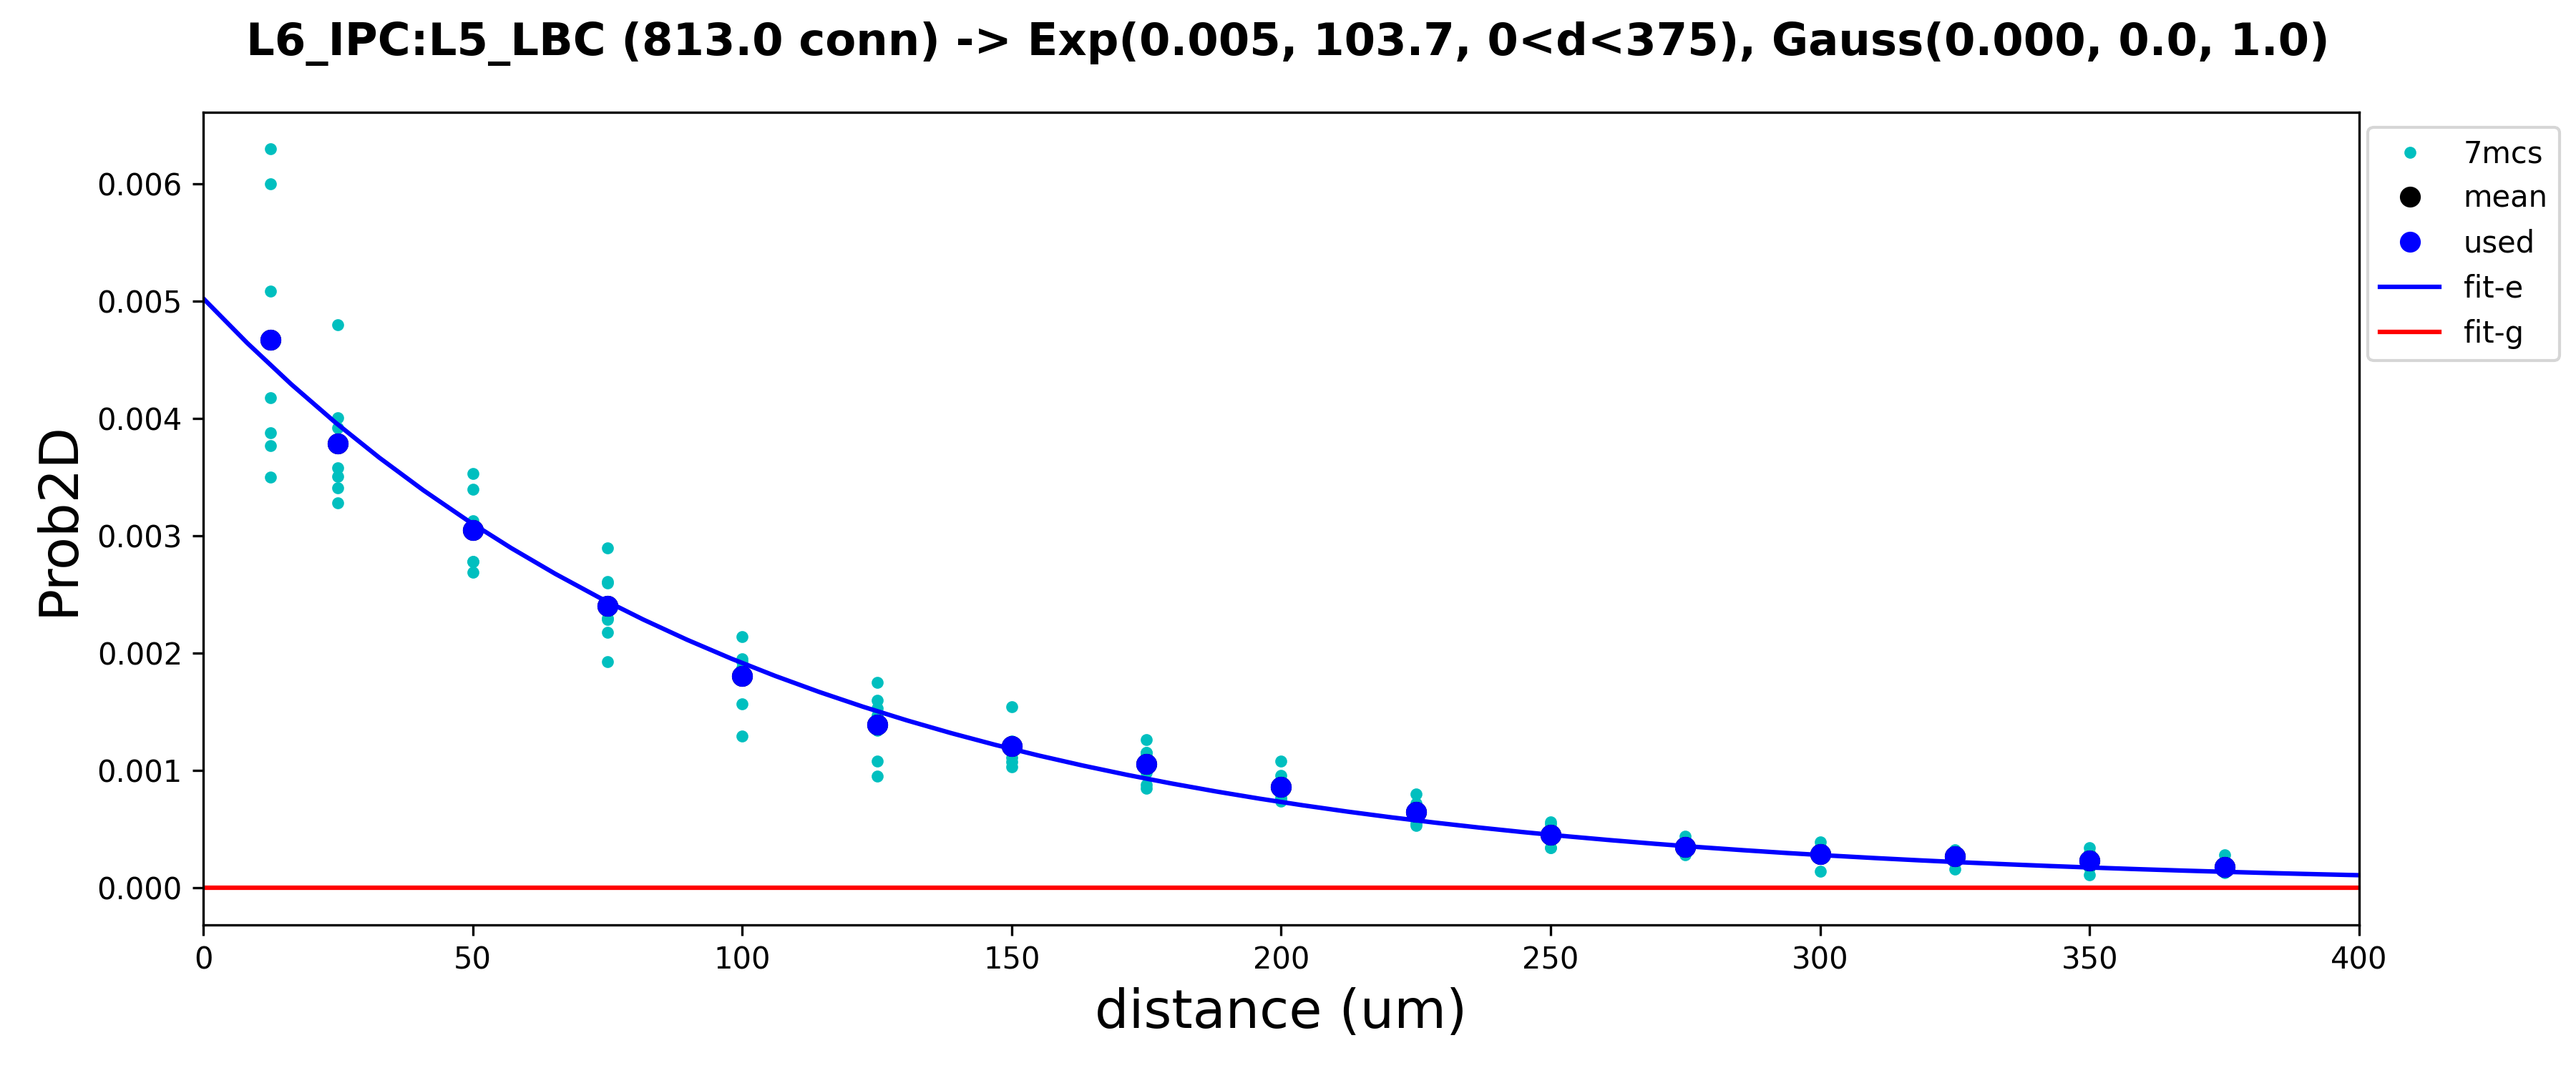 L6_IPC:L5_LBC (813.0 conn) -> Exp(0.005, 103.7, 0<d<375), Gauss(0.000, 0.0, 1.0)
7mcs
mean
used
fit-e
fit-g
0.006
0.005
0.004
0.003
0.002
0.001
0.000
Prob2D
0 50 100 150 200 250 300 350 400
distance (um)